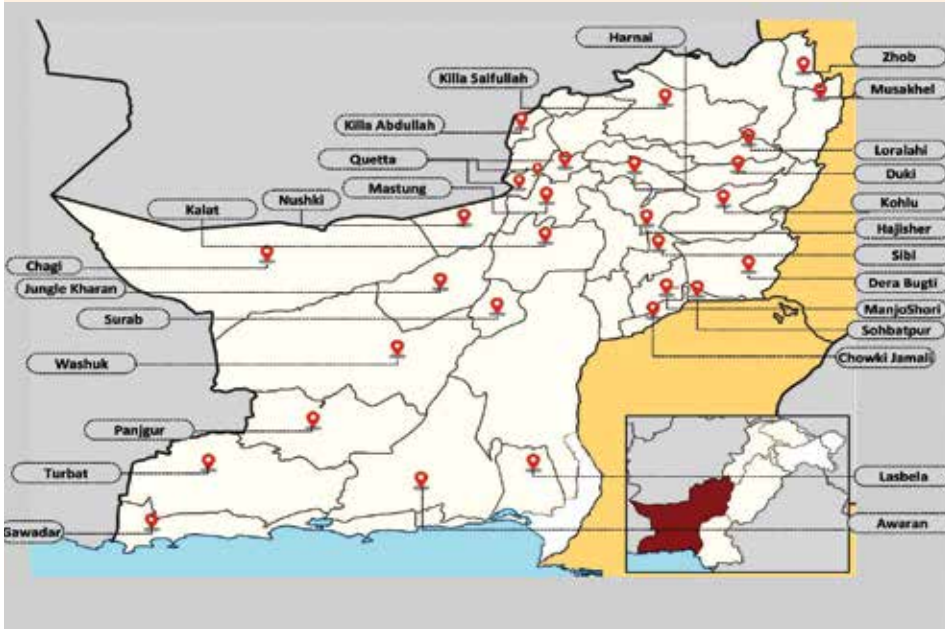 Harnai
Zhob
Killa Saifullah
Musakhel
Killa Abdullah
Loralahi
Quetta
Duki
Mastung
Kohlu
Nushki
Kalat
Hajisher
Sibi
Chagi
Dera Bugti
Jungle Kharan
ManjoShori
Surab
Sohbatpur
Chowki Jamali
Washuk
Panjgur
Turbat
Lasbela
Awaran
Gawadar